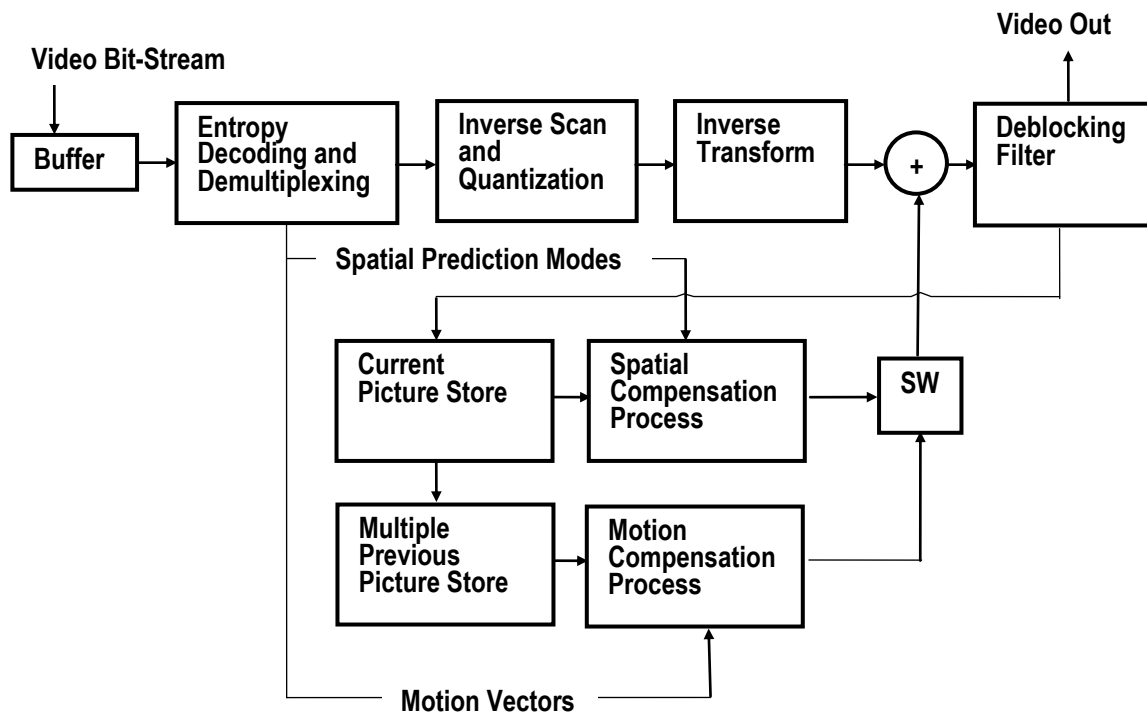 Video Out
Video Bit-Stream
Buffer
Entropy
Decoding and
Demultiplexing
Inverse Scan
and
Quantization
Inverse
Transform
+
Deblocking
Filter
Spatial Prediction Modes
Current
Picture Store
Spatial
Compensation
Process
SW
Multiple
Previous
Picture Store
Motion
Compensation
Process
Motion Vectors